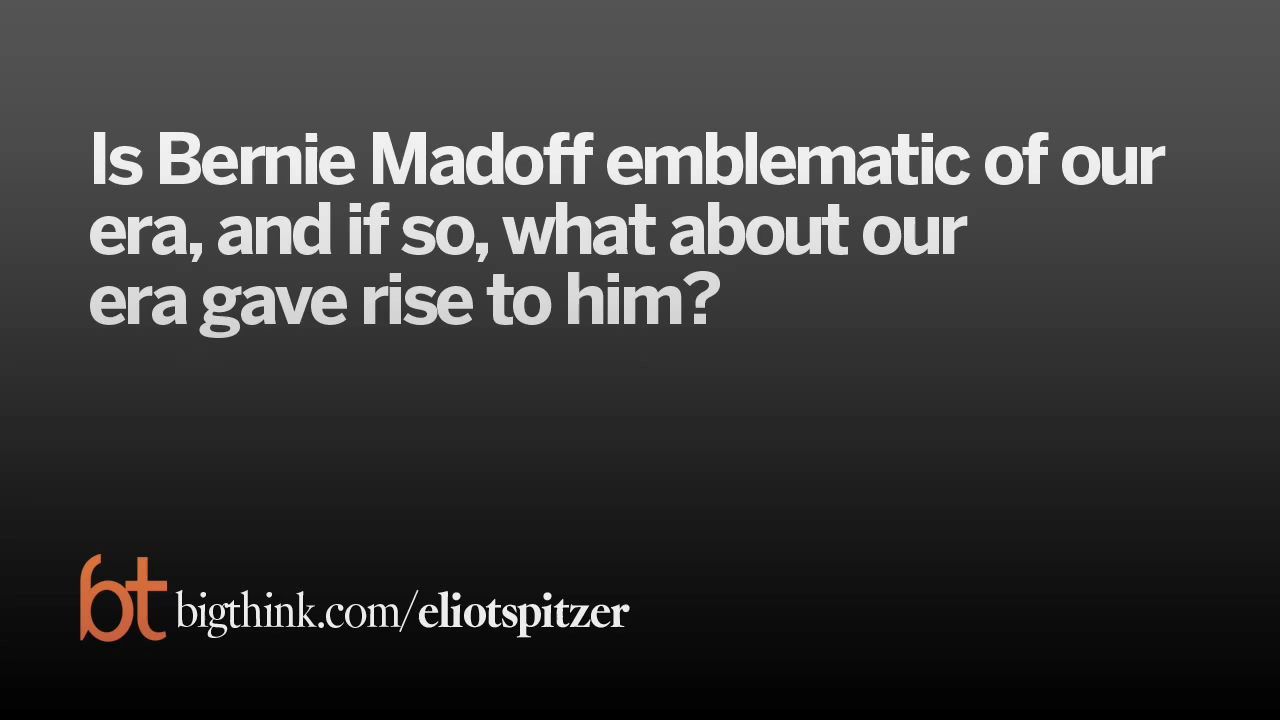 Is Bernie Madoff emblematic of our
era, and if so, what about our
era gave rise to him?
bt bigthink.com/eliotspitzer